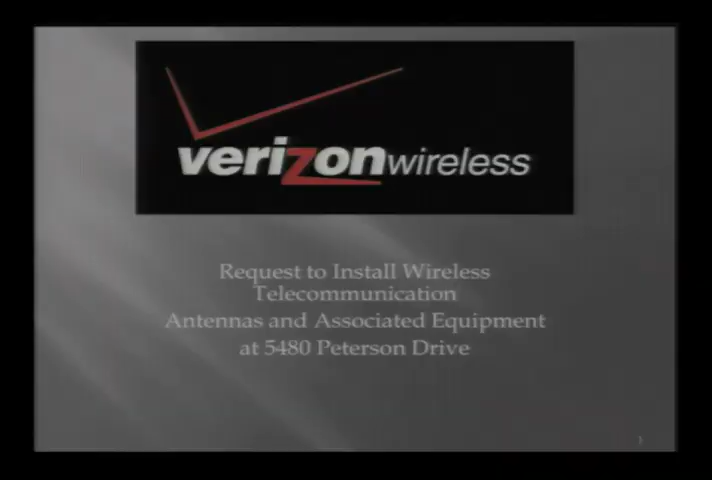 verizonwireless
Request to Install Wireless
Telecommunication
Antennas and Associated Equipment
at 5480 Peterson Drive
1